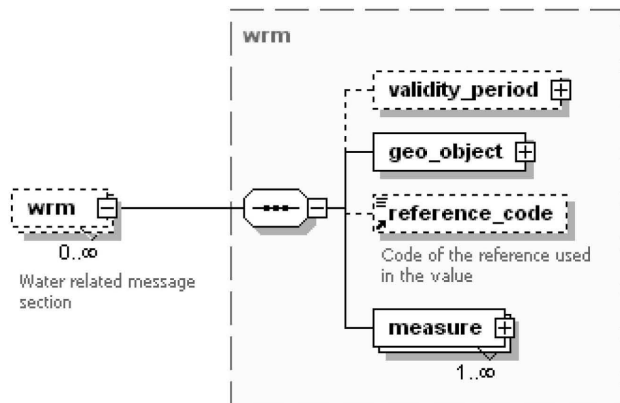 wrm
validity_period
geo_object
wrm
0..∞
Water related message
section
reference_code
Code of the reference used
in the value
measure
1..∞